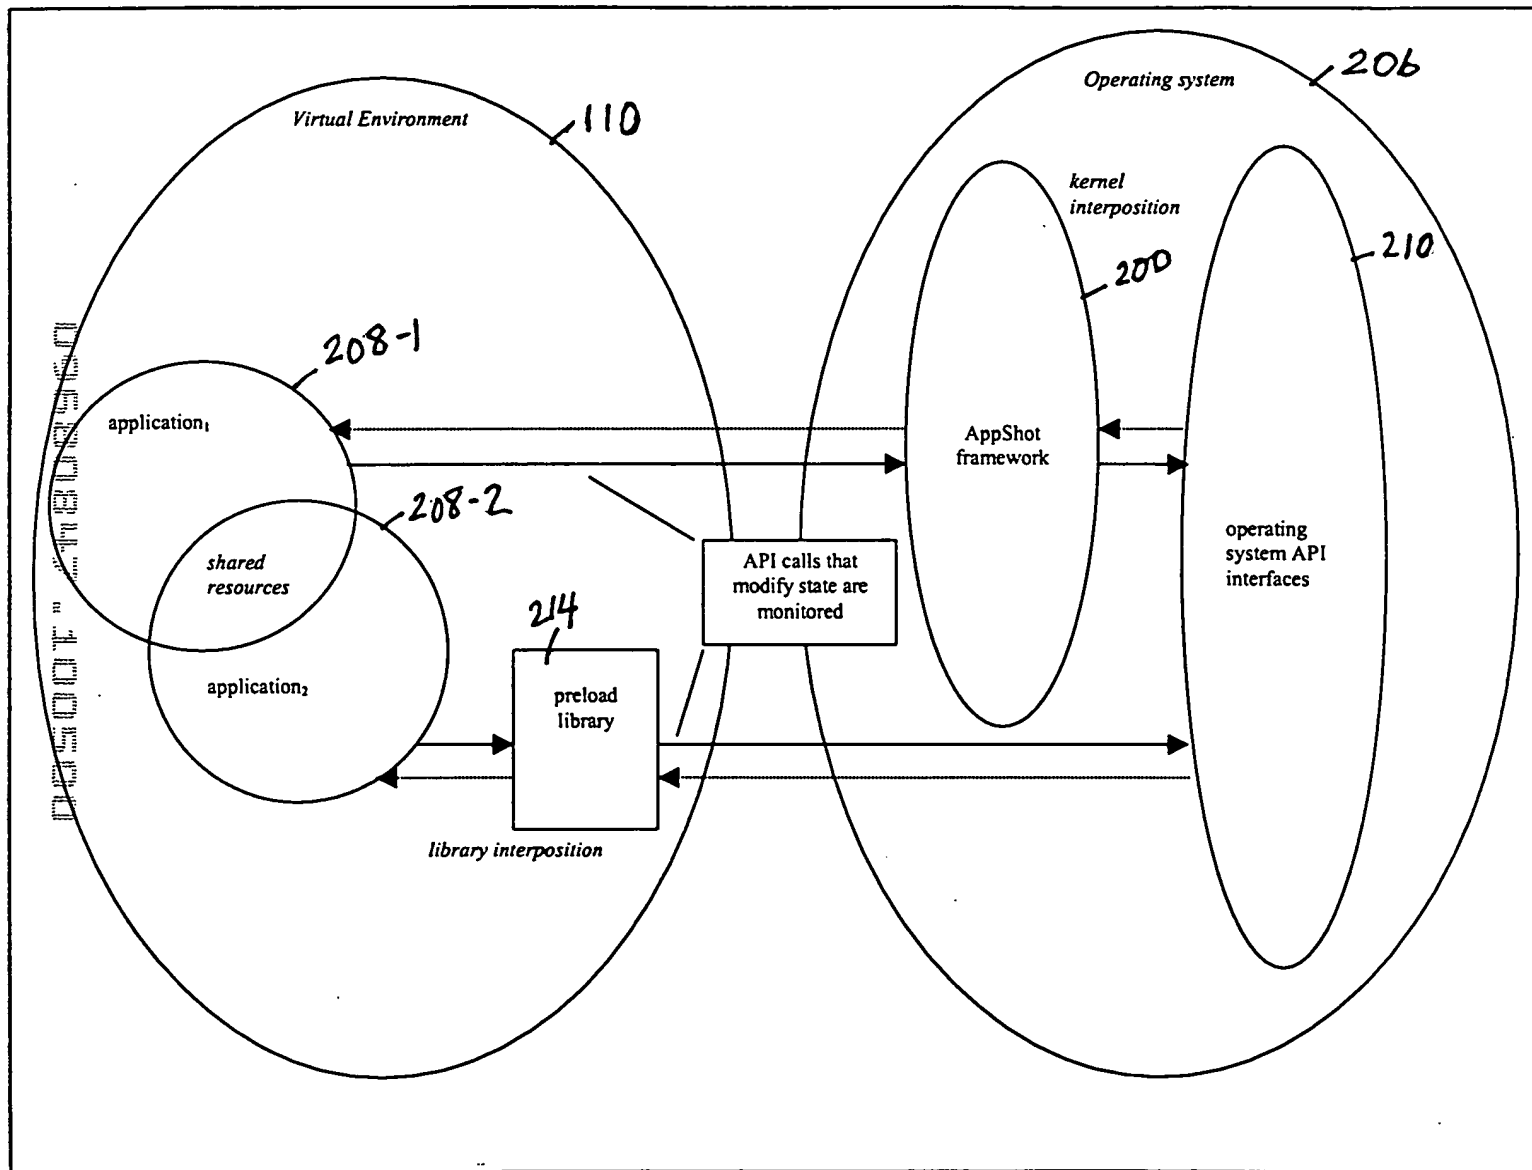 Operating system
206
Virtual Environment
110
kernel
interposition
200
210
208-1
application₁
AppShot
framework
208-2
shared
resources
API calls that
modify state are
monitored
operating
system API
interfaces
214
application₂
preload
library
library interposition